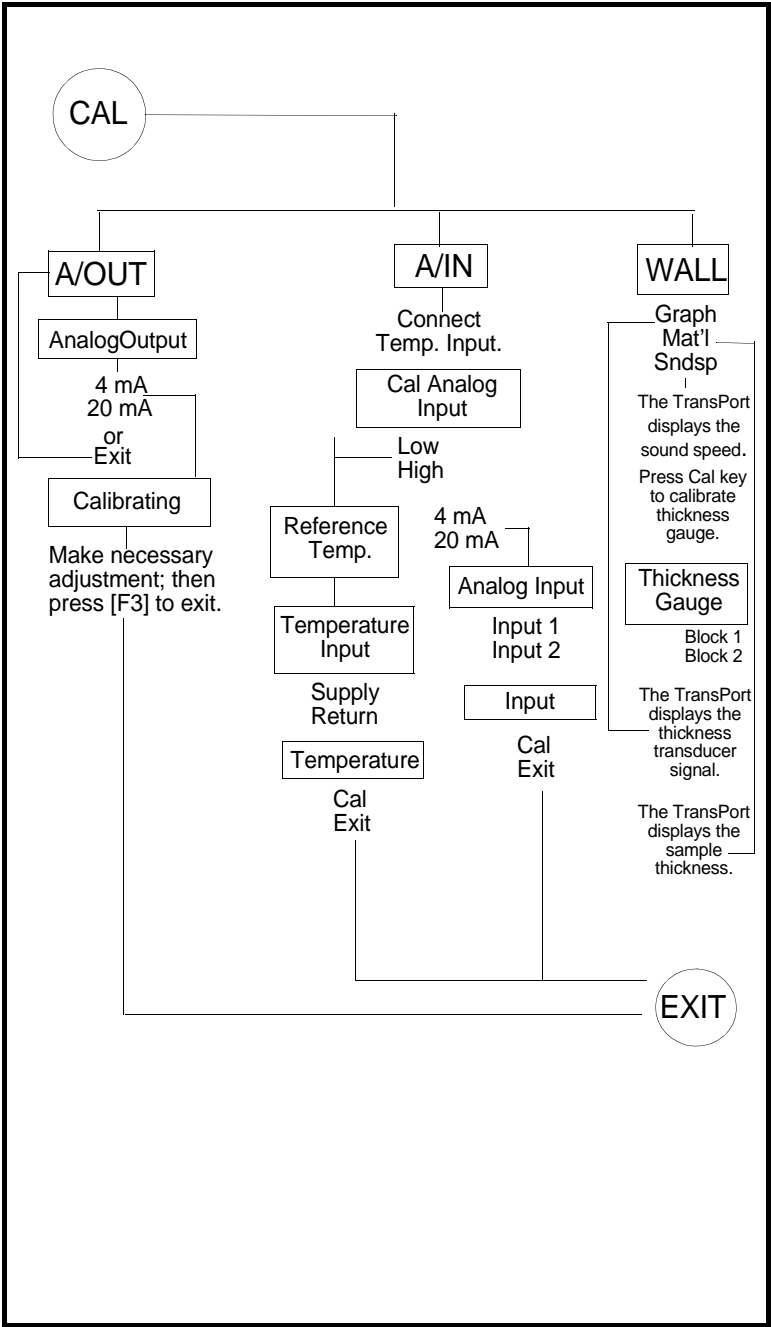 CAL
A/OUT
AnalogOutput
4 mA
20 mA
or
Exit
Calibrating
Make necessary
adjustment; then
press [F3] to exit.
A/IN
Connect
Temp. Input.
Cal Analog
Input
Low
High
Reference
Temp.
Temperature
Input
Supply
Return
Temperature
Cal
Exit
4 mA
20 mA
Analog Input
Input 1
Input 2
Input
Cal
Exit
WALL
Graph
Mat'l
Sndsp
The TransPort
displays the
sound speed.
Press Cal key
to calibrate
thickness
gauge.
Thickness
Gauge
Block 1
Block 2
The TransPort
displays the
thickness
transducer
signal.
The TransPort
displays the
sample
thickness.
EXIT